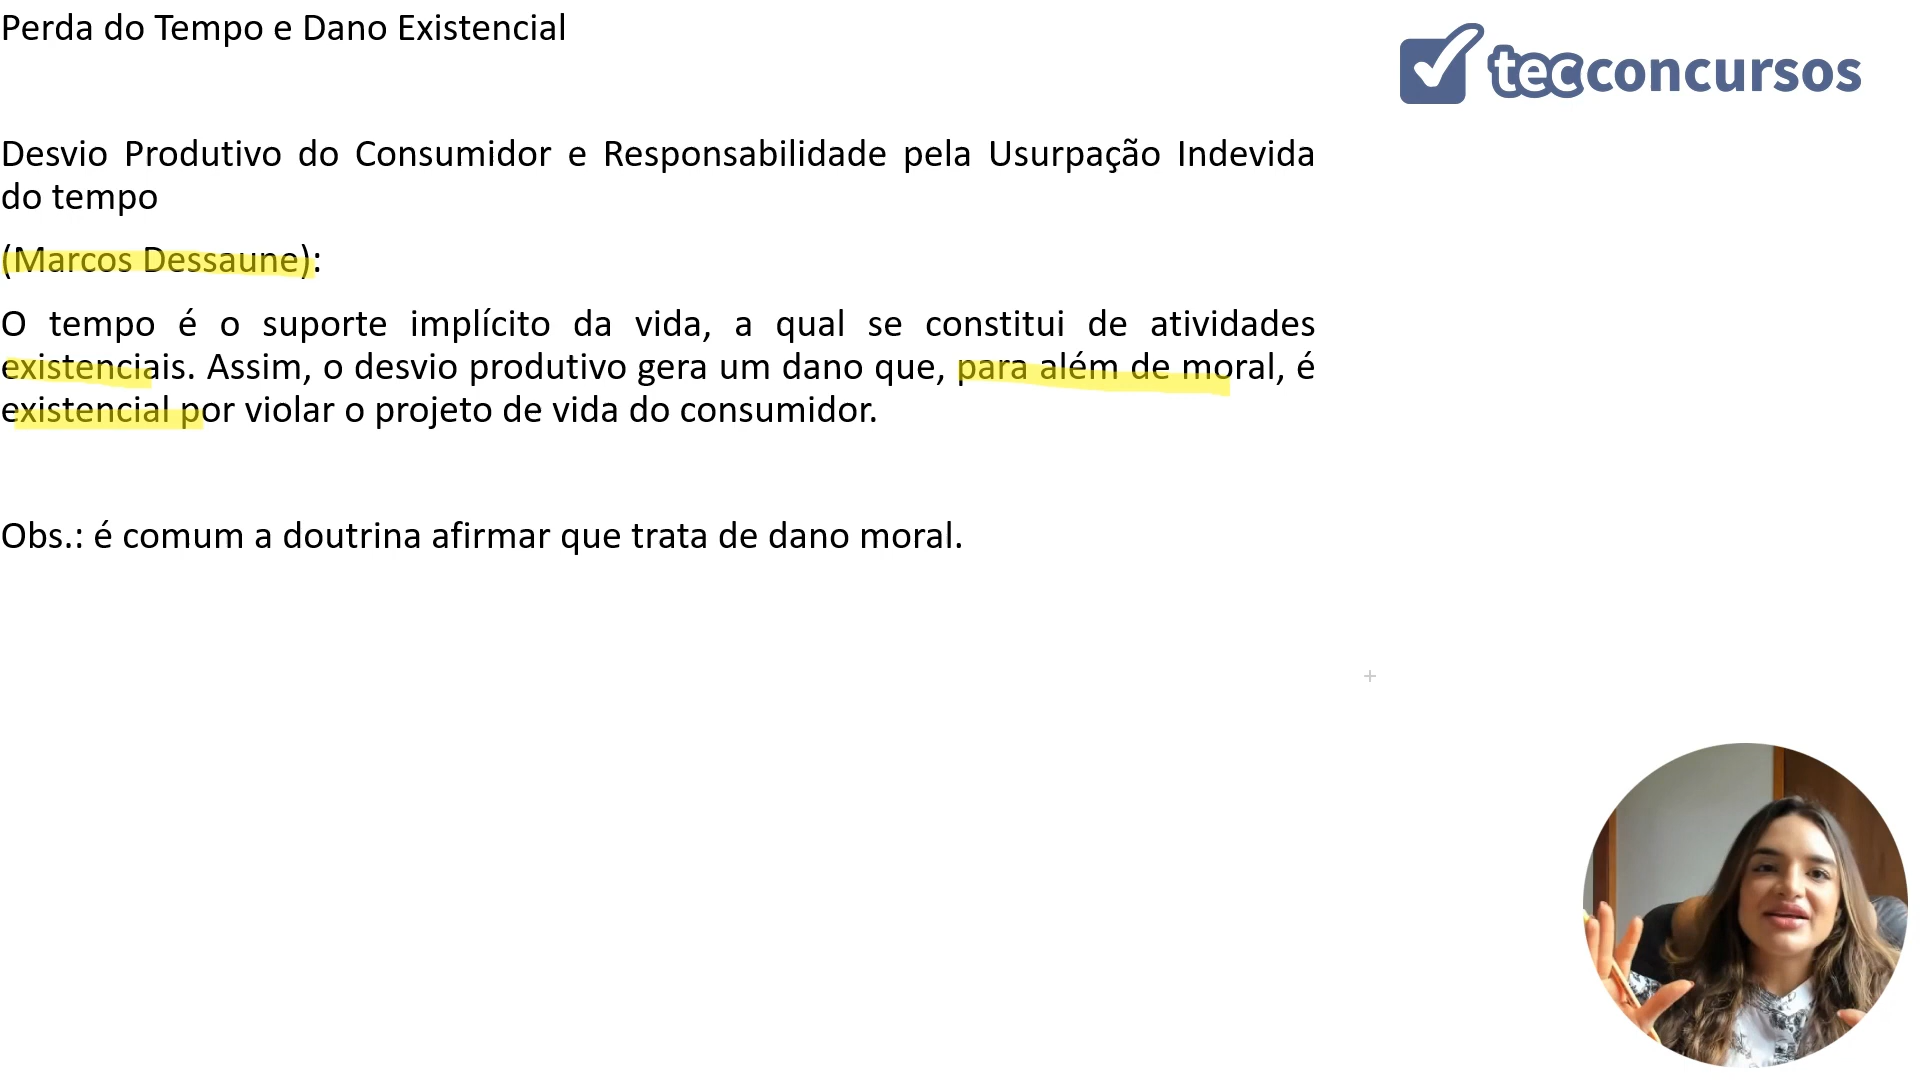 Perda do Tempo e Dano Existencial
tecconcursos
Desvio Produtivo do Consumidor e Responsabilidade pela Usurpação Indevida
do tempo
(Marcos Dessaune):
O tempo é o suporte implícito da vida, a qual se constitui de atividades
existenciais. Assim, o desvio produtivo gera um dano que, para além de moral, é
existencial por violar o projeto de vida do consumidor.
Obs.: é comum a doutrina afirmar que trata de dano moral.